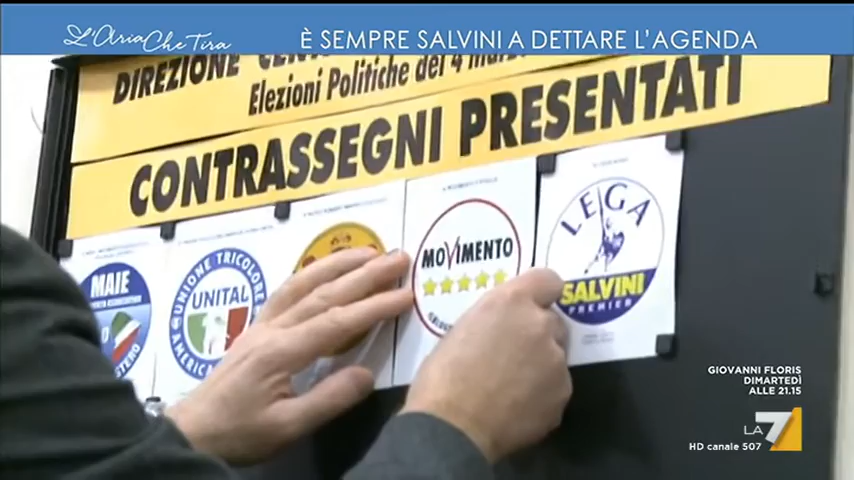 L'Aria Che Tira
È SEMPRE SALVINI A DETTARE L'AGENDA
DIREZIONE
Elezioni Politiche del 4
CONTRASSEGNI PRESENTATI
MAIE
UNIONE TRICOLORE
UNITAL
MOVIMENTO
LEGA
SALVINI
PREMIER
GIOVANNI FLORIS
DIMARTEDÌ
ALLE 21.15
LA7
HD canale 507